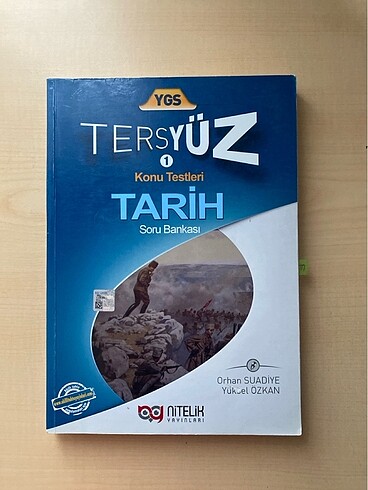 YGS
TERSYÜZ
1
Konu Testleri
TARİH
Soru Bankası
Orhan SUADİYE
Yüksel ÖZKAN
NİTELİK
YAYINLARI